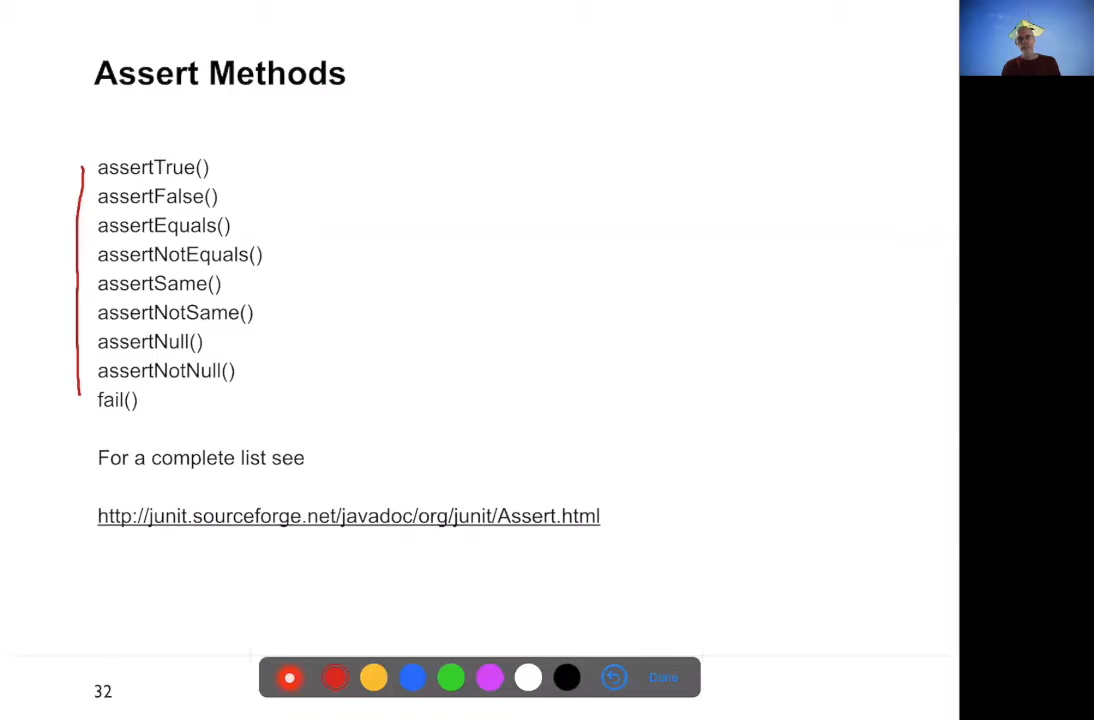 Assert Methods
assertTrue()
assertFalse()
assertEquals()
assertNotEquals()
assertSame()
assertNotSame()
assertNull()
assertNotNull()
fail()
For a complete list see
http://junit.sourceforge.net/javadoc/org/junit/Assert.html
Done
32